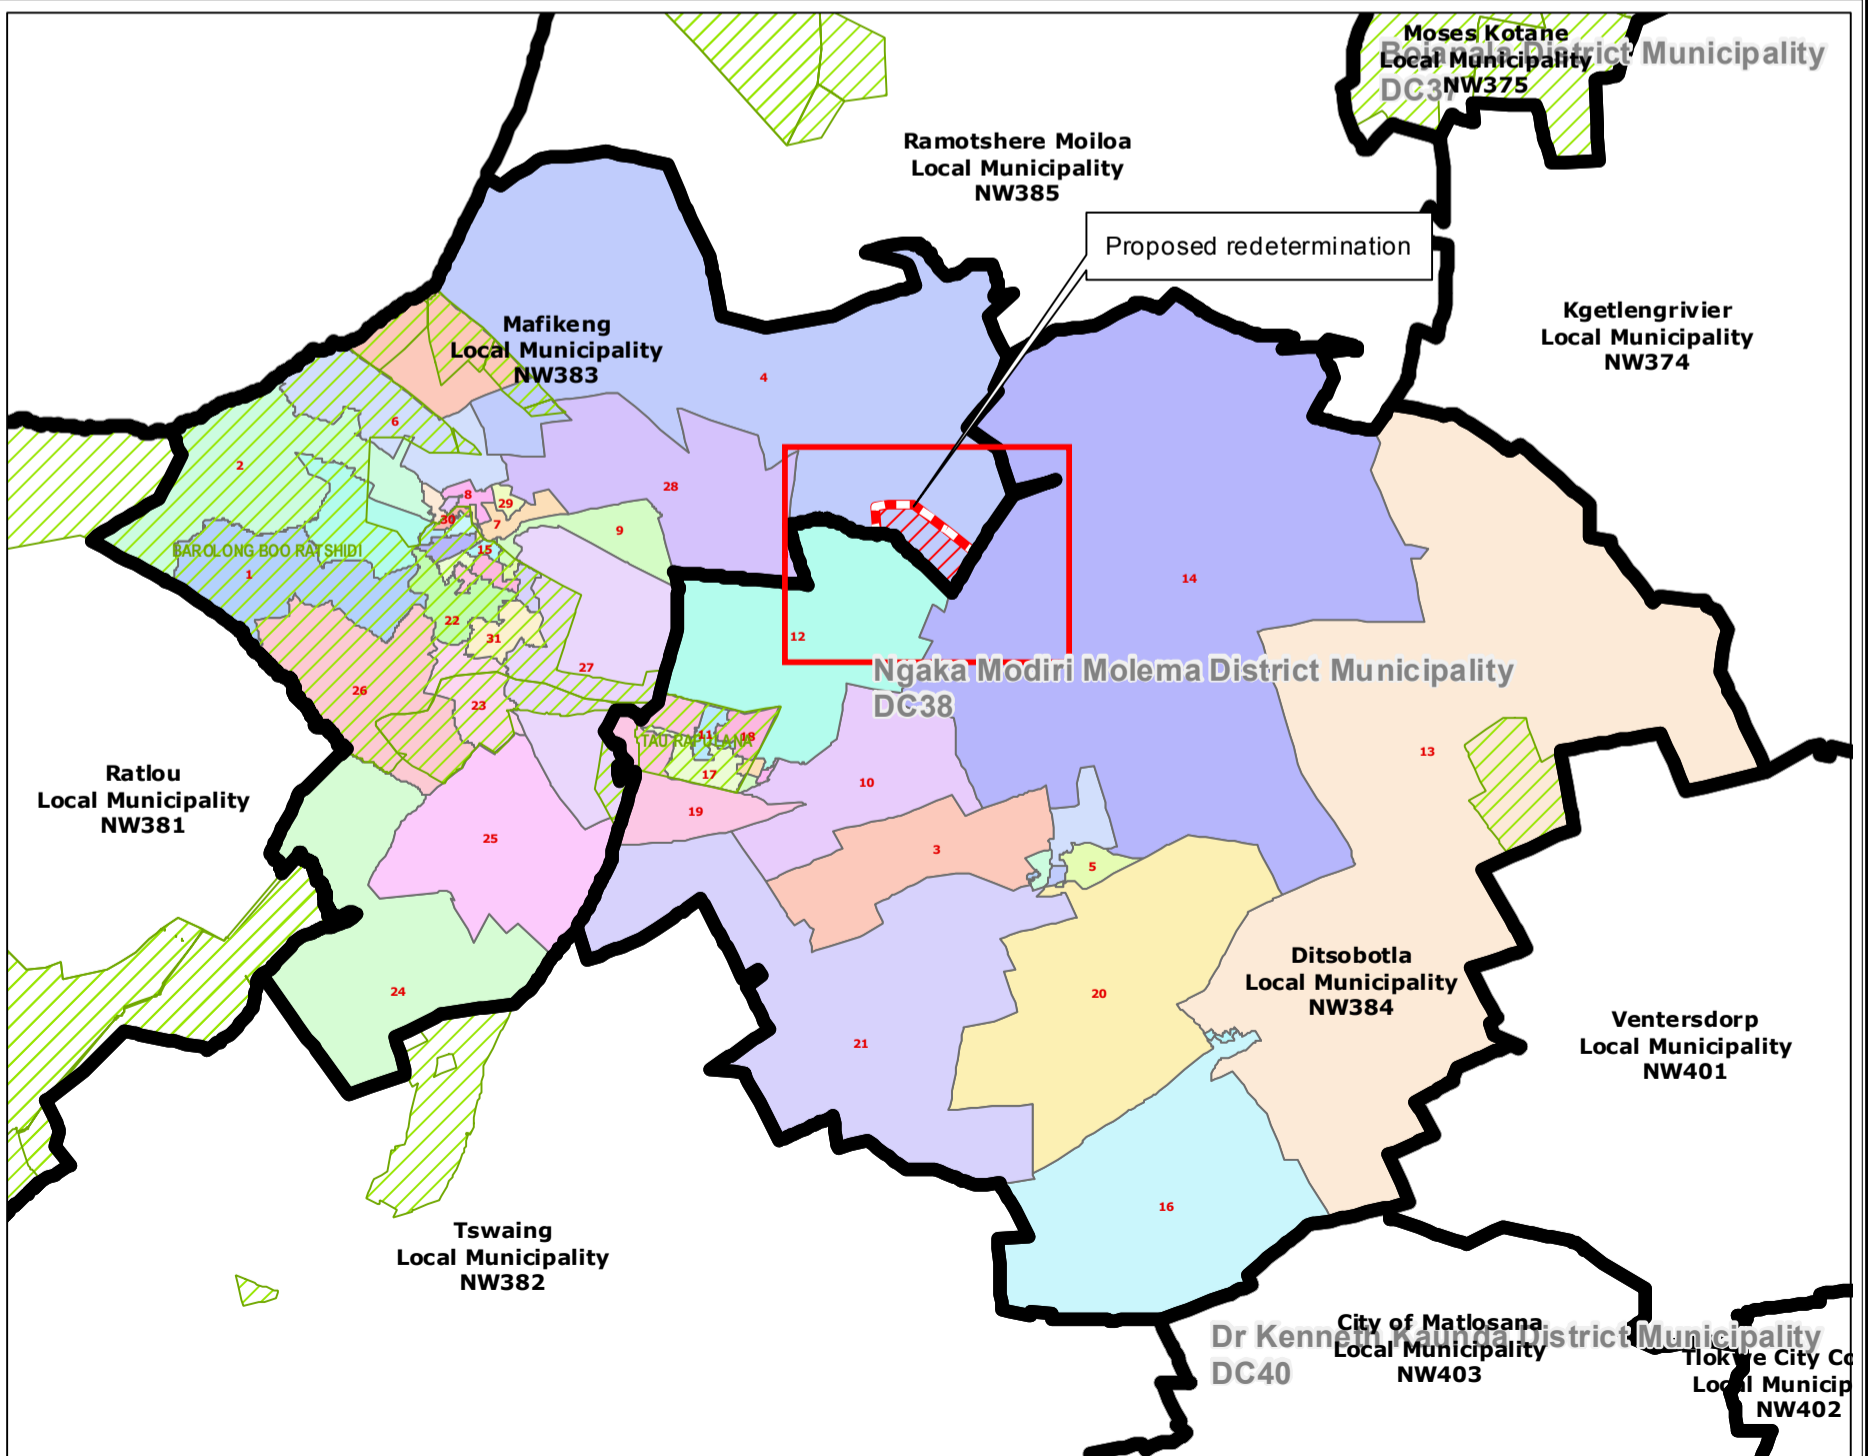 Moses Kotane
Local Municipality
NW375
Bojanala District Municipality
DC37
Ramotshere Moiloa
Local Municipality
NW385
Proposed redetermination
Kgetlengrivier
Local Municipality
NW374
Mafikeng
Local Municipality
NW383
4
6
2
28
8
29
30
7
9
15
BAROLONG BOO RATSHIDI
1
14
22
31
12
27
Ngaka Modiri Molema District Municipality
DC38
26
23
11
18
TAU RAPULANA
17
13
10
19
Ratlou
Local Municipality
NW381
25
3
5
24
20
Ditsobotla
Local Municipality
NW384
21
Ventersdorp
Local Municipality
NW401
16
Tswaing
Local Municipality
NW382
City of Matlosana
Local Municipality
NW403
Dr Kenneth Kaunda District Municipality
DC40
Tlokwe City Co
Local Municip
NW402